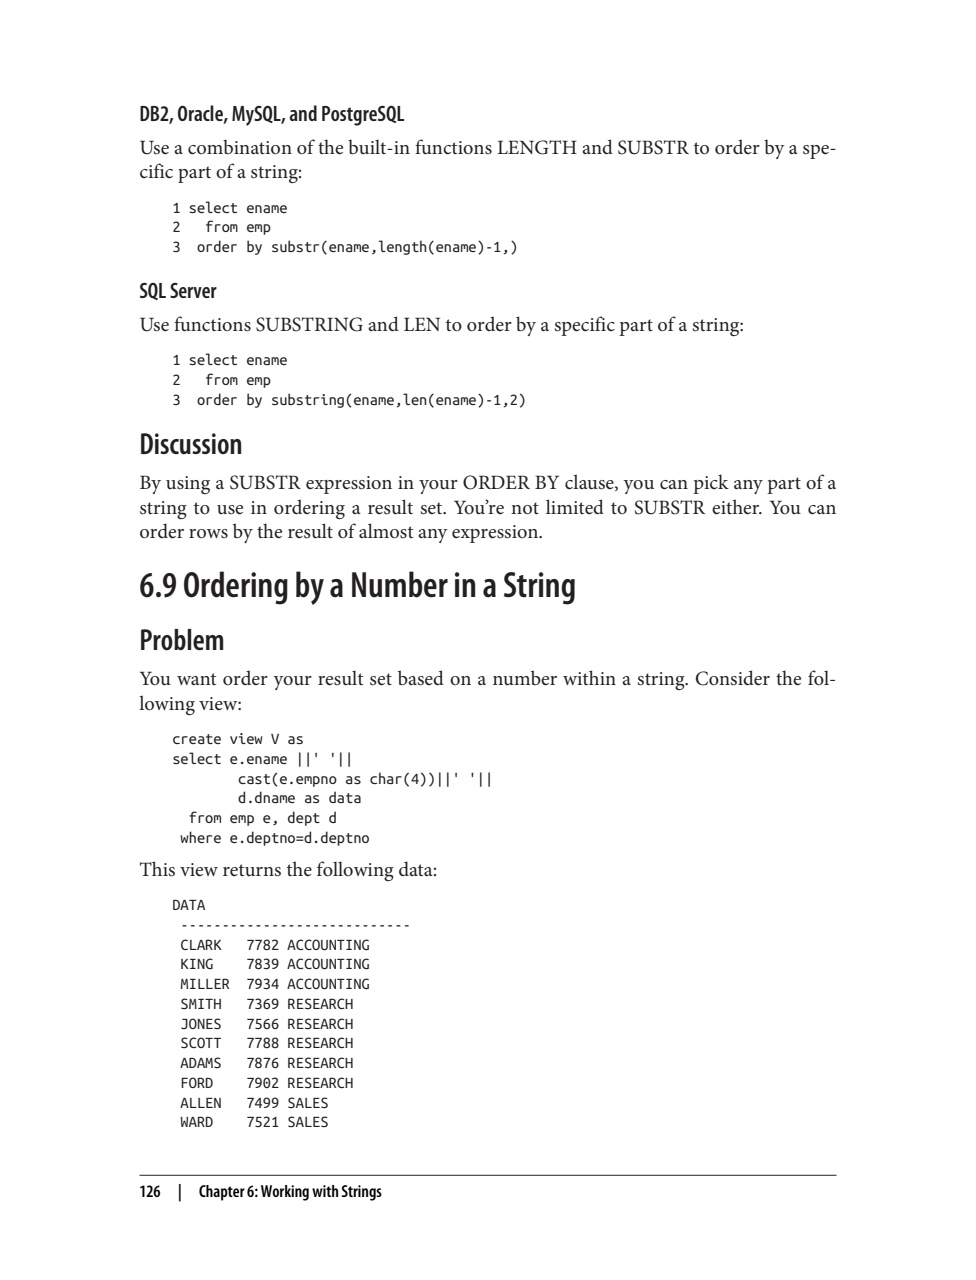 DB2, Oracle, MySQL, and PostgreSQL
Use a combination of the built-in functions LENGTH and SUBSTR to order by a spe-
cific part of a string:
1 select ename
2   from emp
3  order by substr(ename,length(ename)-1,)
SQL Server
Use functions SUBSTRING and LEN to order by a specific part of a string:
1 select ename
2   from emp
3  order by substring(ename,len(ename)-1,2)
Discussion
By using a SUBSTR expression in your ORDER BY clause, you can pick any part of a
string to use in ordering a result set. You’re not limited to SUBSTR either. You can
order rows by the result of almost any expression.
6.9 Ordering by a Number in a String
Problem
You want order your result set based on a number within a string. Consider the fol-
lowing view:
create view V as
select e.ename ||' '||
        cast(e.empno as char(4))||' '||
        d.dname as data
  from emp e, dept d
 where e.deptno=d.deptno
This view returns the following data:
DATA
 ----------------------------
 CLARK   7782 ACCOUNTING
 KING    7839 ACCOUNTING
 MILLER  7934 ACCOUNTING
 SMITH   7369 RESEARCH
 JONES   7566 RESEARCH
 SCOTT   7788 RESEARCH
 ADAMS   7876 RESEARCH
 FORD    7902 RESEARCH
 ALLEN   7499 SALES
 WARD    7521 SALES
126 | Chapter 6: Working with Strings